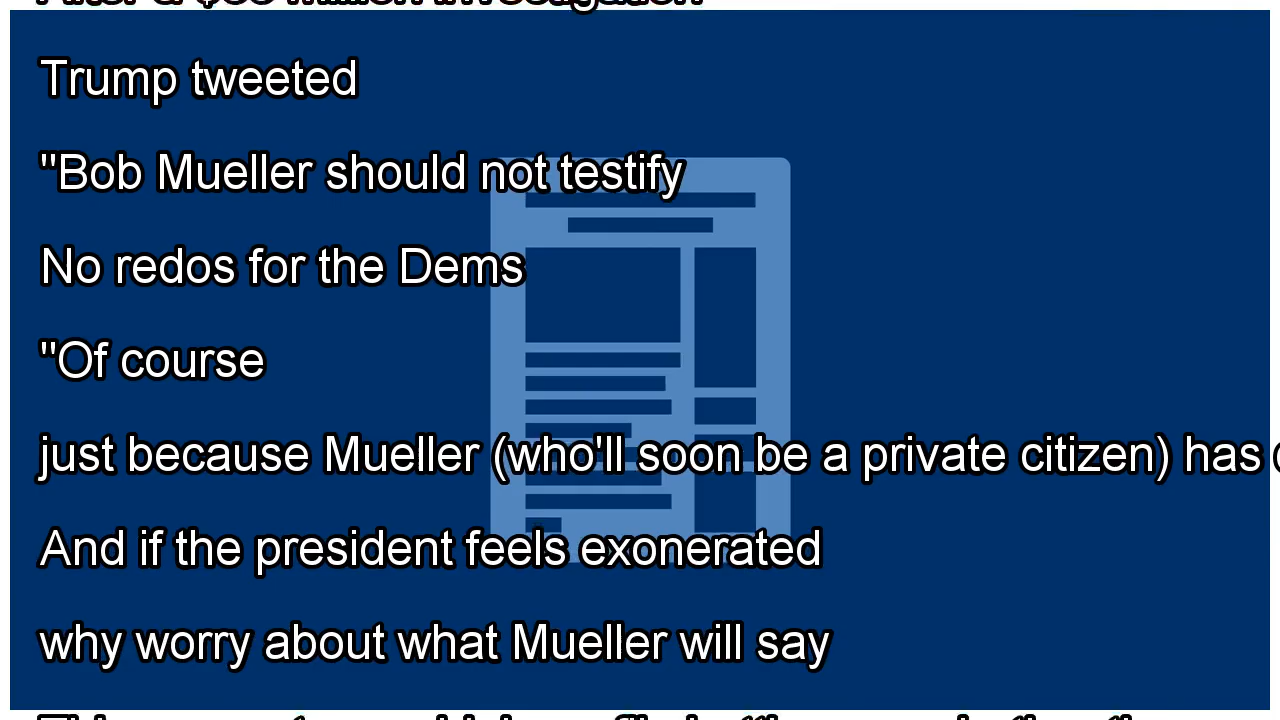 Trump tweeted
"Bob Mueller should not testify
No redos for the Dems
"Of course
just because Mueller (who'll soon be a private citizen) has
And if the president feels exonerated
why worry about what Mueller will say